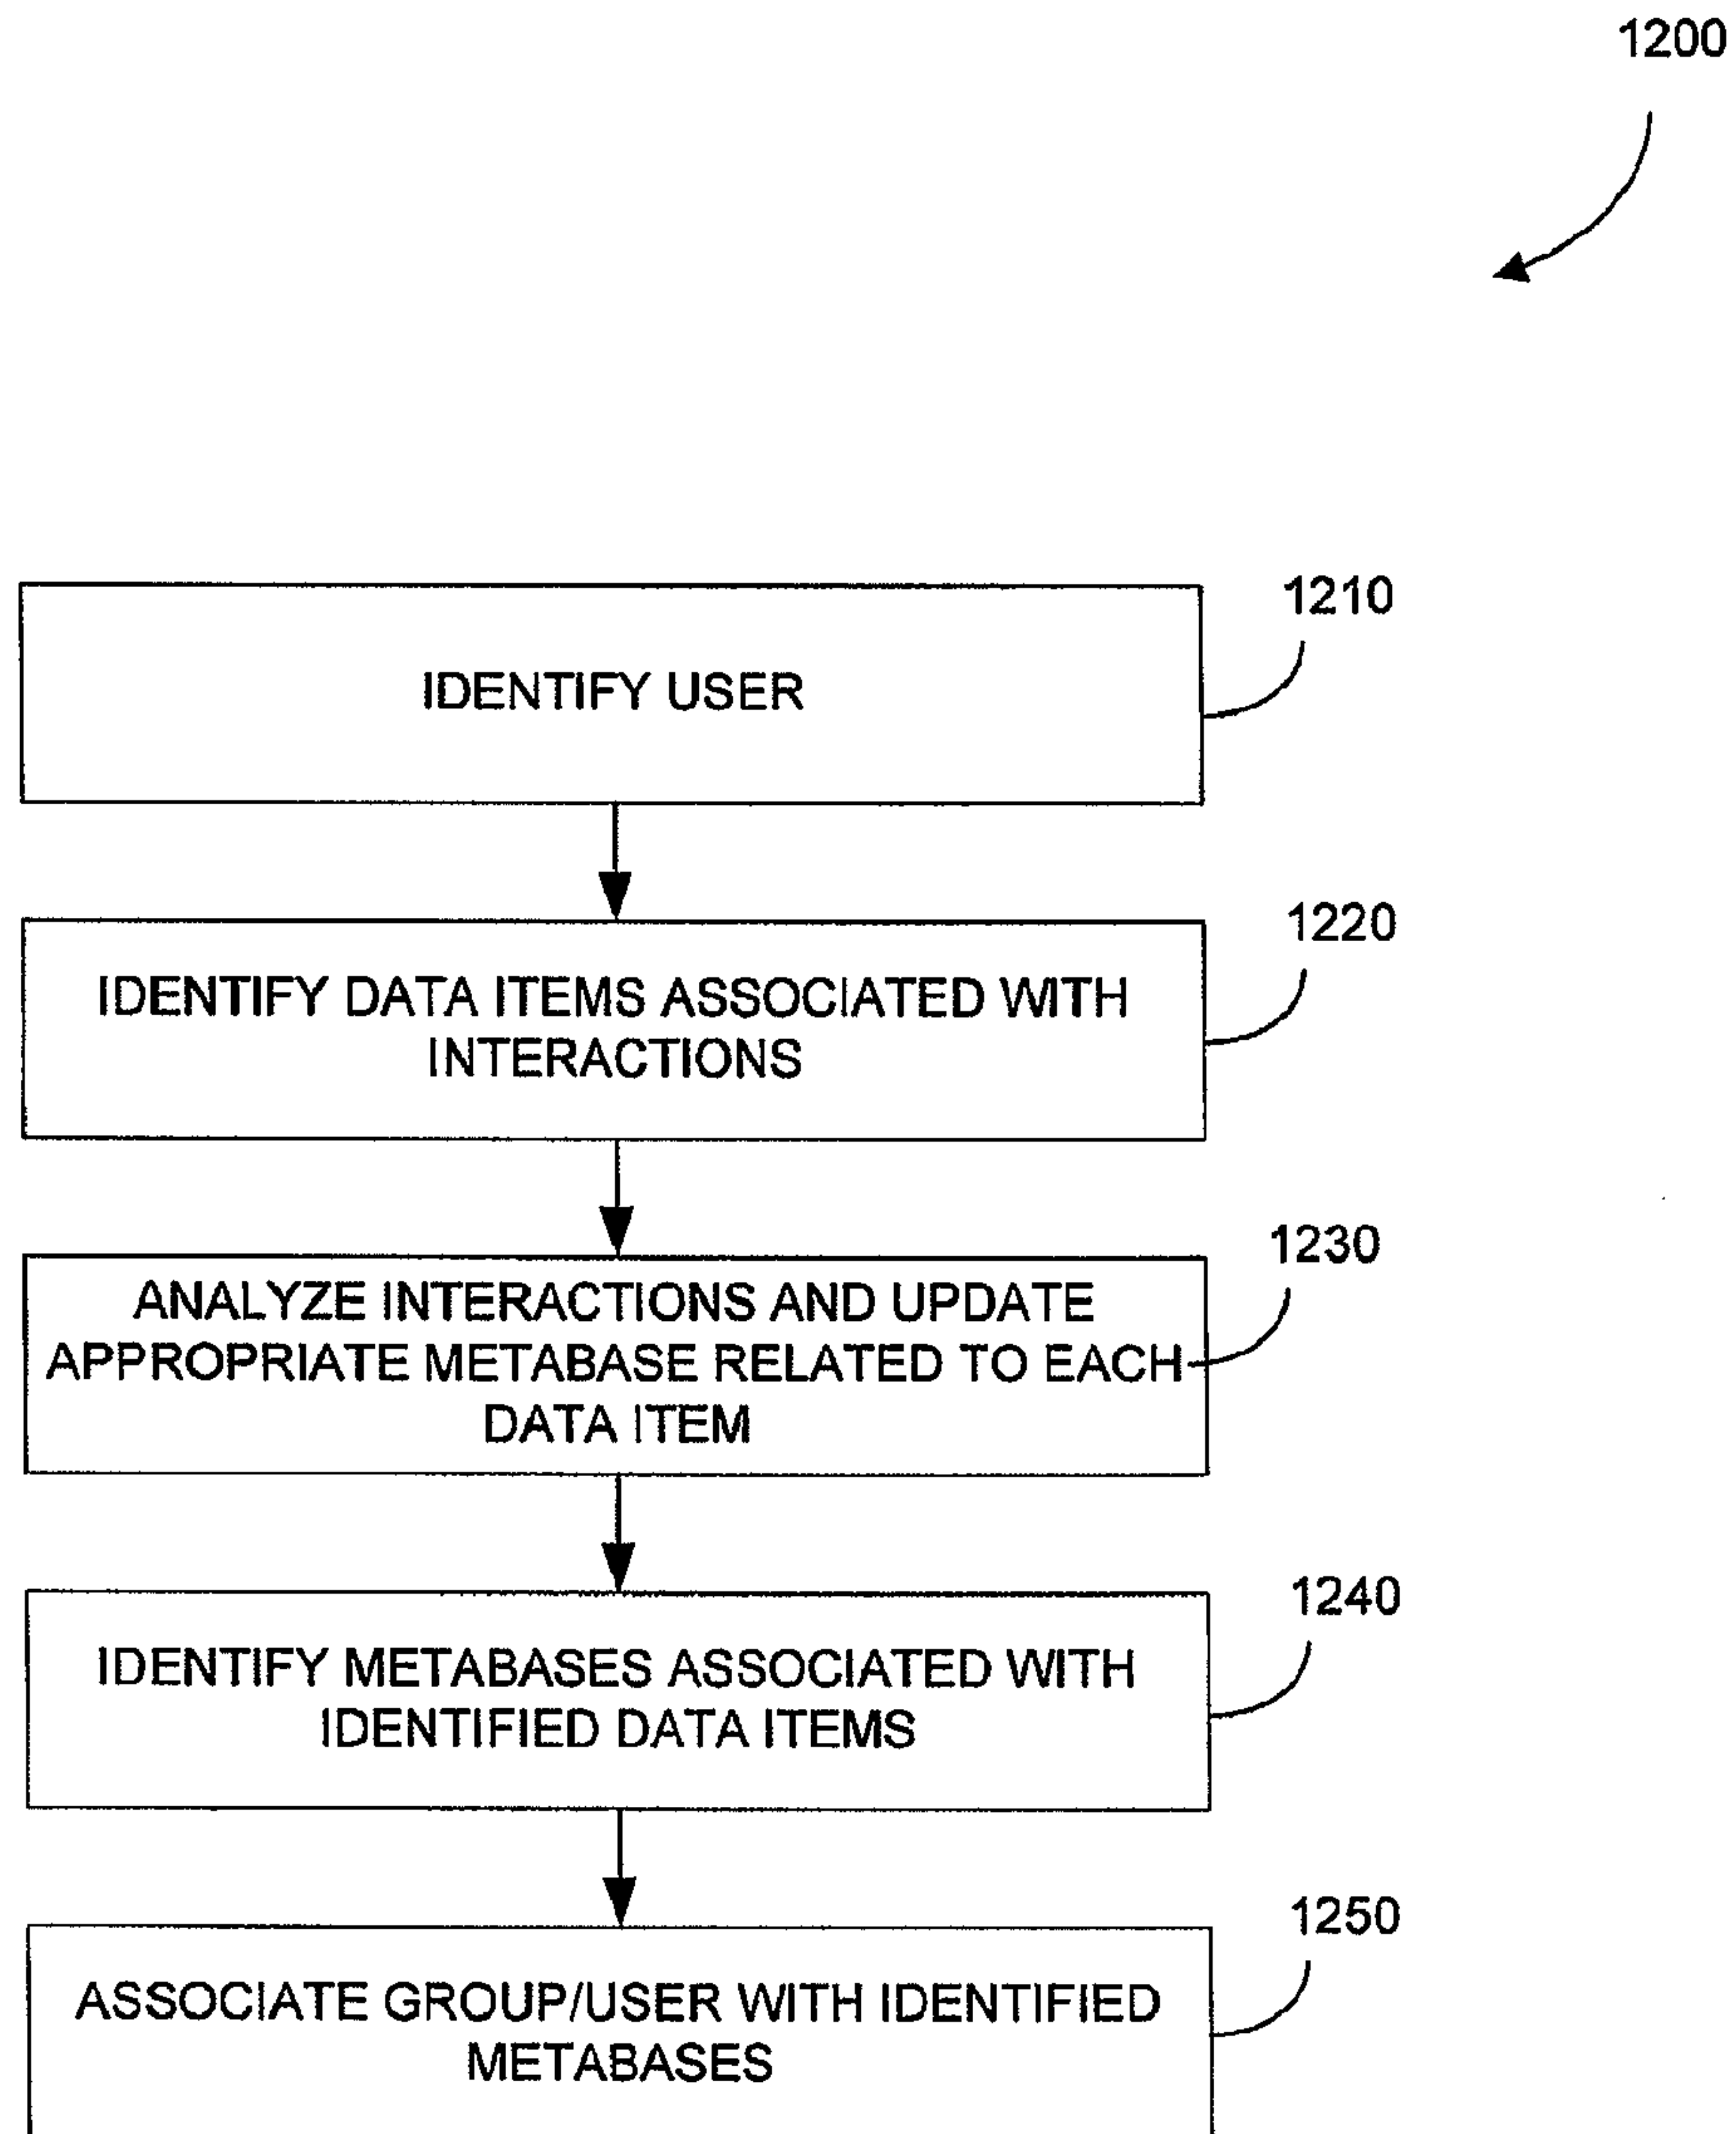 1200
1210
IDENTIFY USER
1220
IDENTIFY DATA ITEMS ASSOCIATED WITH
INTERACTIONS
1230
ANALYZE INTERACTIONS AND UPDATE
APPROPRIATE METABASE RELATED TO EACH
DATA ITEM
1240
IDENTIFY METABASES ASSOCIATED WITH
IDENTIFIED DATA ITEMS
1250
ASSOCIATE GROUP/USER WITH IDENTIFIED
METABASES